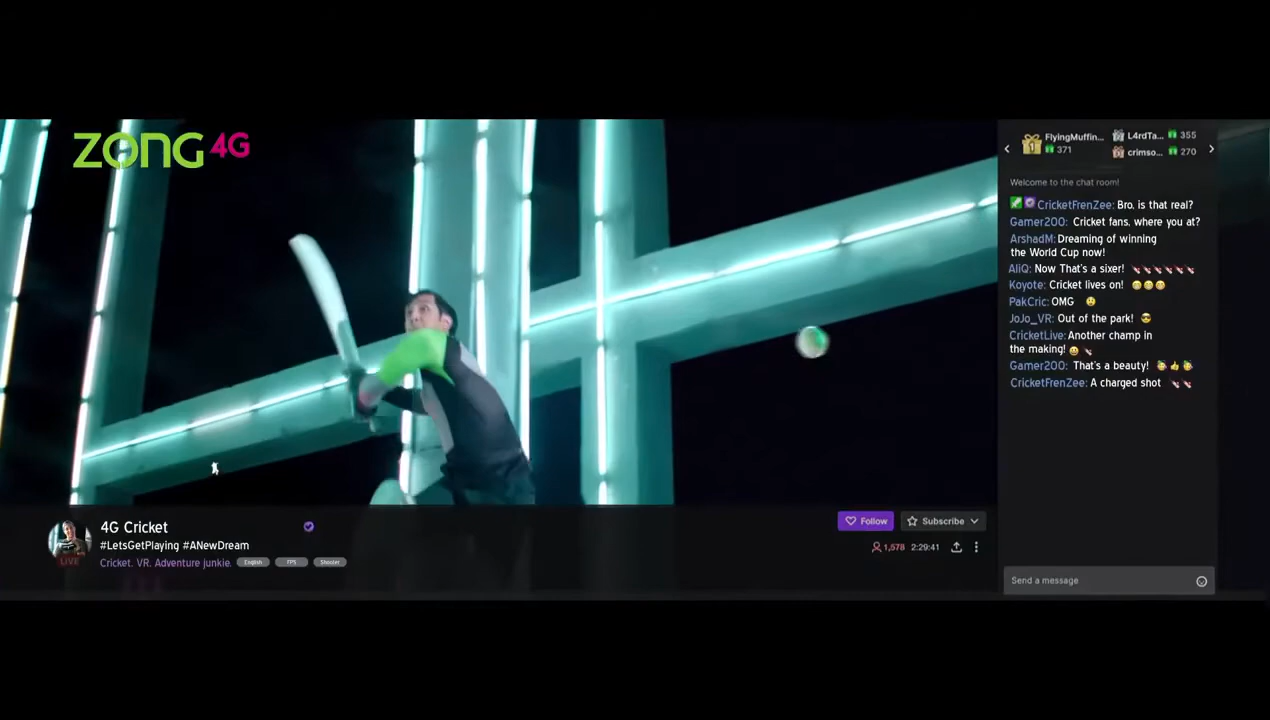 ZONG 4G
1 FlyingMuffin... 371
L4rdTa... 355
crimso... 270
Welcome to the chat room!
CricketFrenZee: Bro, is that real?
Gamer200: Cricket fans, where you at?
ArshadM: Dreaming of winning
the World Cup now!
AliQ: Now That's a sixer!
Koyote: Cricket lives on!
PakCric: OMG
JoJo_VR: Out of the park!
CricketLive: Another champ in
the making!
Gamer200: That's a beauty!
CricketFrenZee: A charged shot
4G Cricket
#LetsGetPlaying #ANewDream
Cricket. VR. Adventure junkie. English FPS Shooter
LIVE
Follow Subscribe
1,578 2:29:41
Send a message